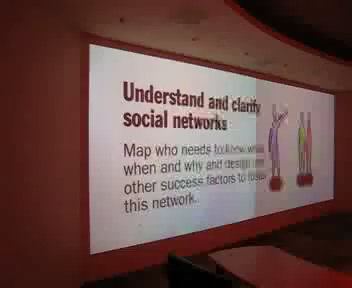 Understand and clarify
social networks
Map who needs to know what
when and why and design
other success factors to foster
this network.